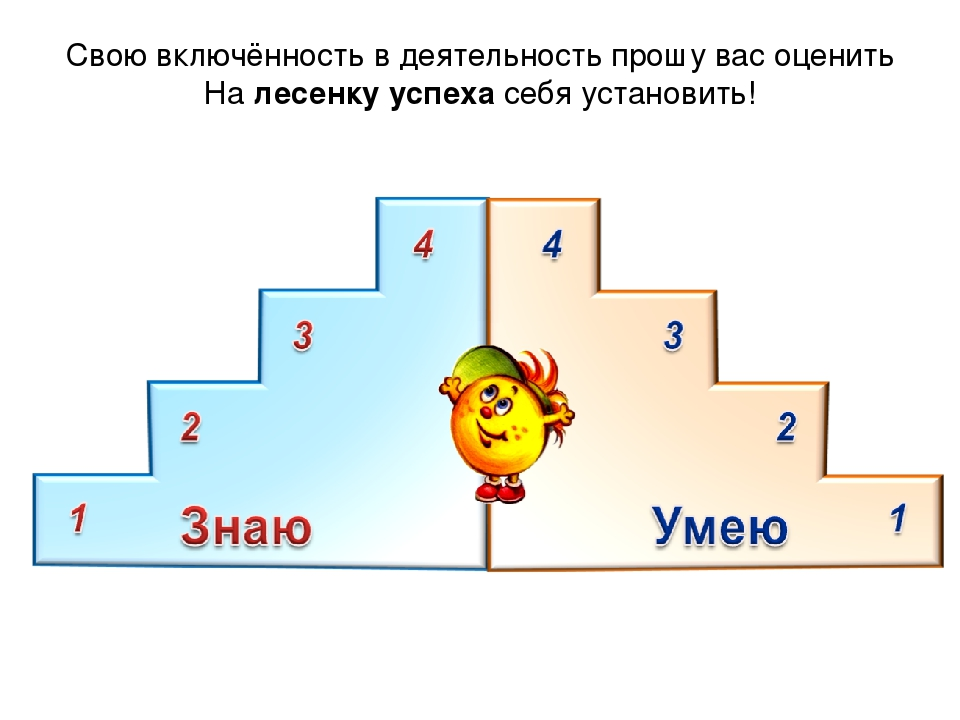 Свою включённость в деятельность прошу вас оценить
На лесенку успеха себя установить!
4 4
3 3
2 2
1 Знаю Умею 1